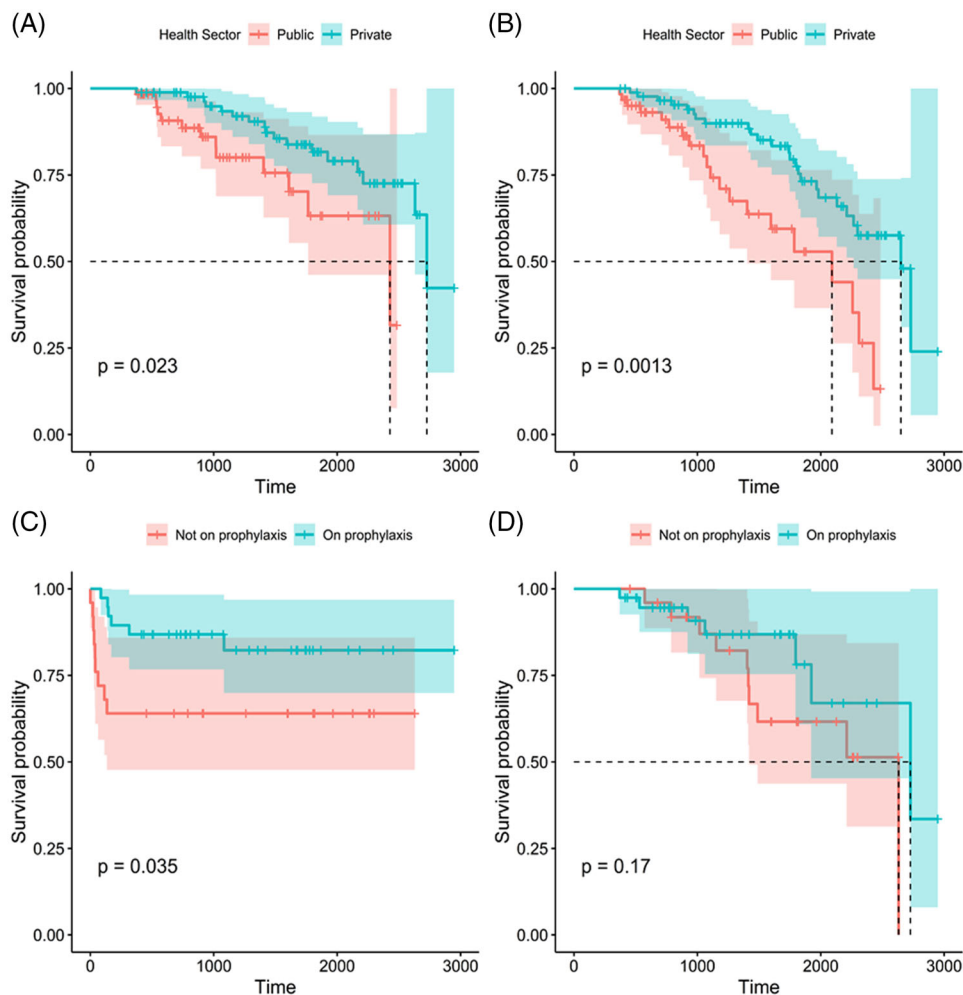 (A)
Health Sector Public Private
1.00
0.75
0.50
0.25
0.00
Survival probability
p = 0.023
0 1000 2000 3000
Time
(B)
Health Sector Public Private
1.00
0.75
0.50
0.25
0.00
Survival probability
p = 0.0013
0 1000 2000 3000
Time
(C)
Not on prophylaxis On prophylaxis
1.00
0.75
0.50
0.25
0.00
Survival probability
p = 0.035
0 1000 2000 3000
Time
(D)
Not on prophylaxis On prophylaxis
1.00
0.75
0.50
0.25
0.00
Survival probability
p = 0.17
0 1000 2000 3000
Time